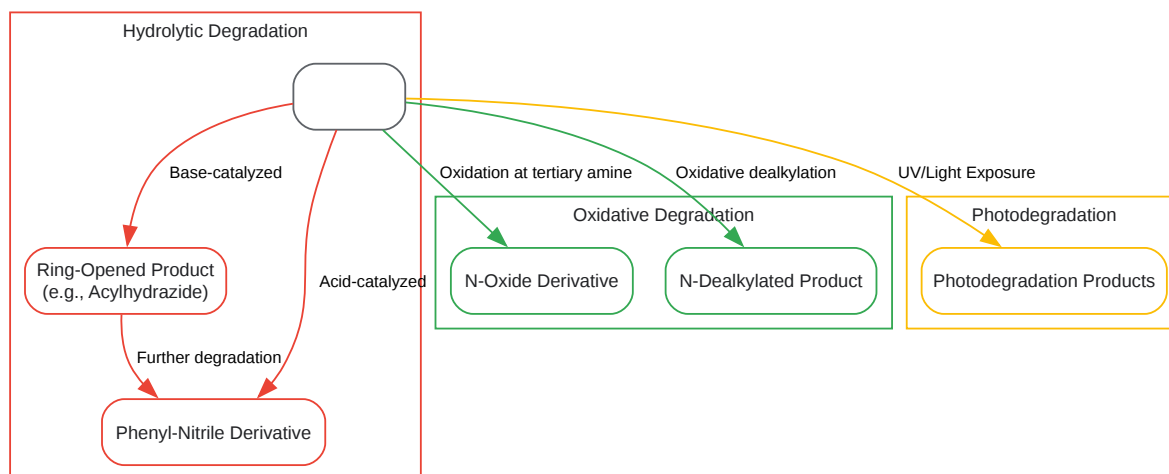 Hydrolytic Degradation
Base-catalyzed
Oxidation at tertiary amine
Oxidative dealkylation
UV/Light Exposure
Oxidative Degradation
Photodegradation
Ring-Opened Product
(e.g., Acylhydrazide)
Acid-catalyzed
N-Oxide Derivative
N-Dealkylated Product
Photodegradation Products
Further degradation
Phenyl-Nitrile Derivative